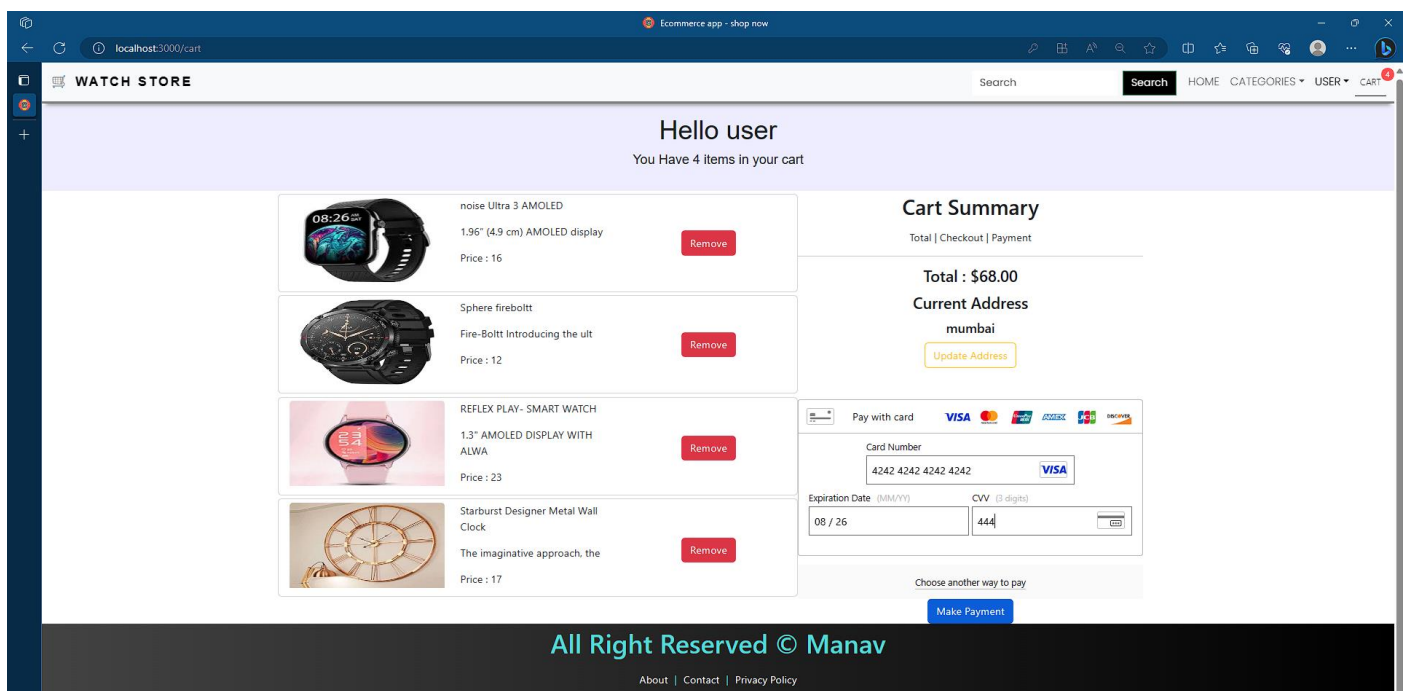 Ecommerce app - shop now
localhost:3000/cart
WATCH STORE
Search
Search
HOME
CATEGORIES
USER
CART
4
Hello user
You Have 4 items in your cart
08:26
SAT
noise Ultra 3 AMOLED
1.96" (4.9 cm) AMOLED display
Price : 16
Remove
Sphere fireboltt
Fire-Boltt Introducing the ult
Price : 12
Remove
REFLEX PLAY- SMART WATCH
1.3" AMOLED DISPLAY WITH
ALWA
Price : 23
Remove
Starburst Designer Metal Wall
Clock
The imaginative approach, the
Price : 17
Remove
Cart Summary
Total | Checkout | Payment
Total : $68.00
Current Address
mumbai
Update Address
Pay with card
VISA
AMEX
JCB
DISCOVER
Card Number
4242 4242 4242 4242
VISA
Expiration Date (MM/YY)
CVV (3 digits)
08 / 26
444
Choose another way to pay
Make Payment
All Right Reserved © Manav
About | Contact | Privacy Policy